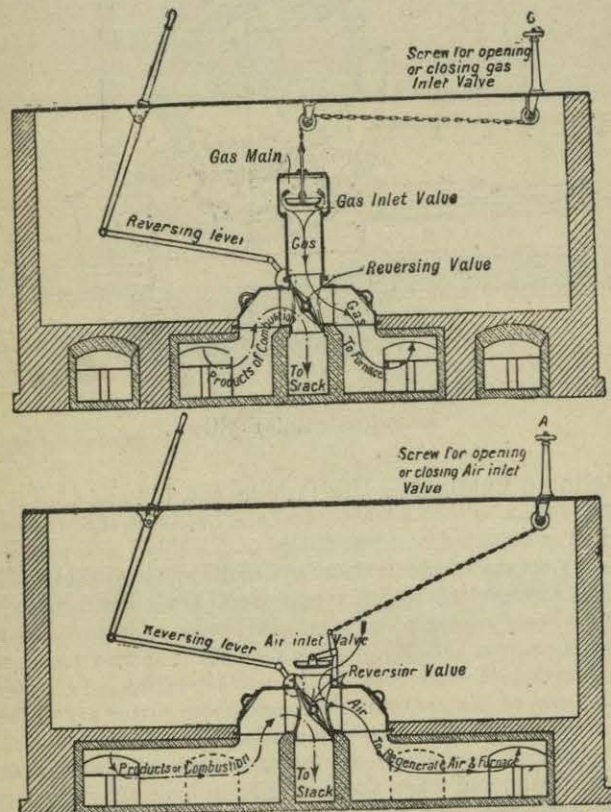 G
Screw for opening
or closing gas
Inlet Valve
Gas Main
Gas Inlet Valve
Gas
Reversing lever
Reversing Valve
Products of Combustion
Gas
To Furnace
To
Stack
A
Screw for opening
or closing Air inlet
Valve
Reversing lever
Air inlet Valve
Reversing Valve
Air
Products of Combustion
To Regenerate Air & Furnace
To
Stack